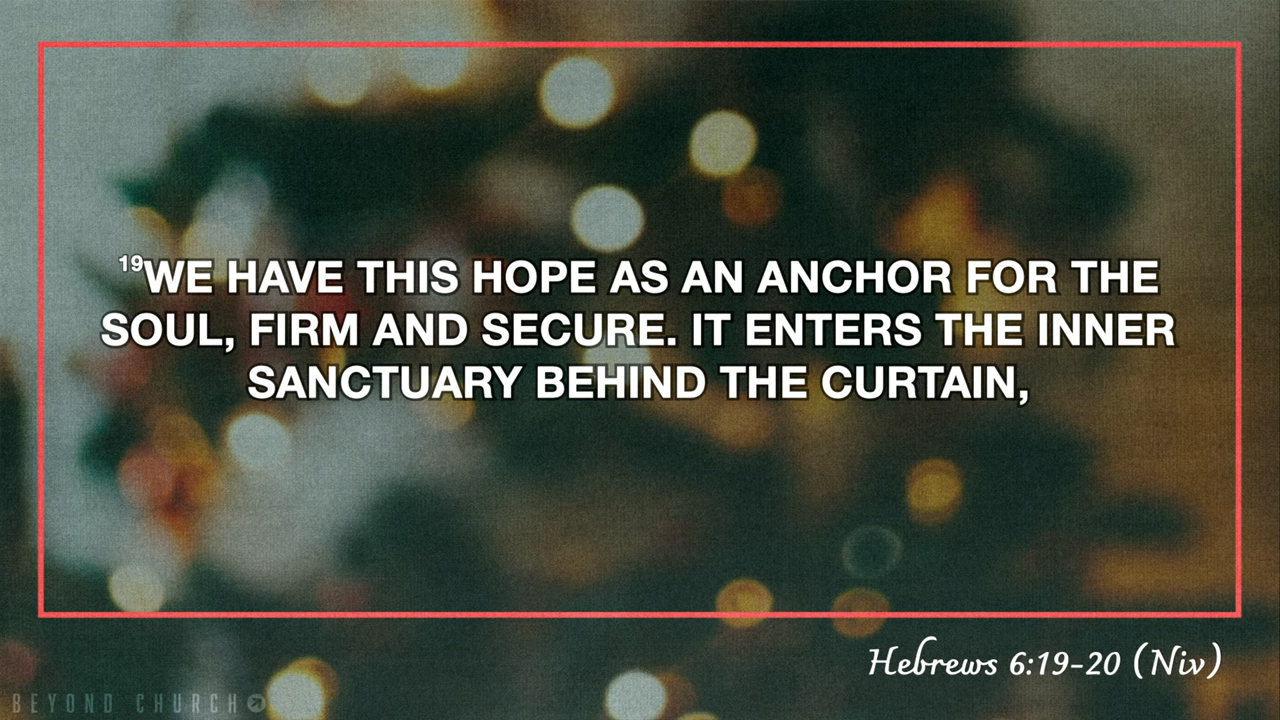 19WE HAVE THIS HOPE AS AN ANCHOR FOR THE
SOUL, FIRM AND SECURE. IT ENTERS THE INNER
SANCTUARY BEHIND THE CURTAIN,
Hebrews 6:19-20 (Niv)
BEYOND CHURCH